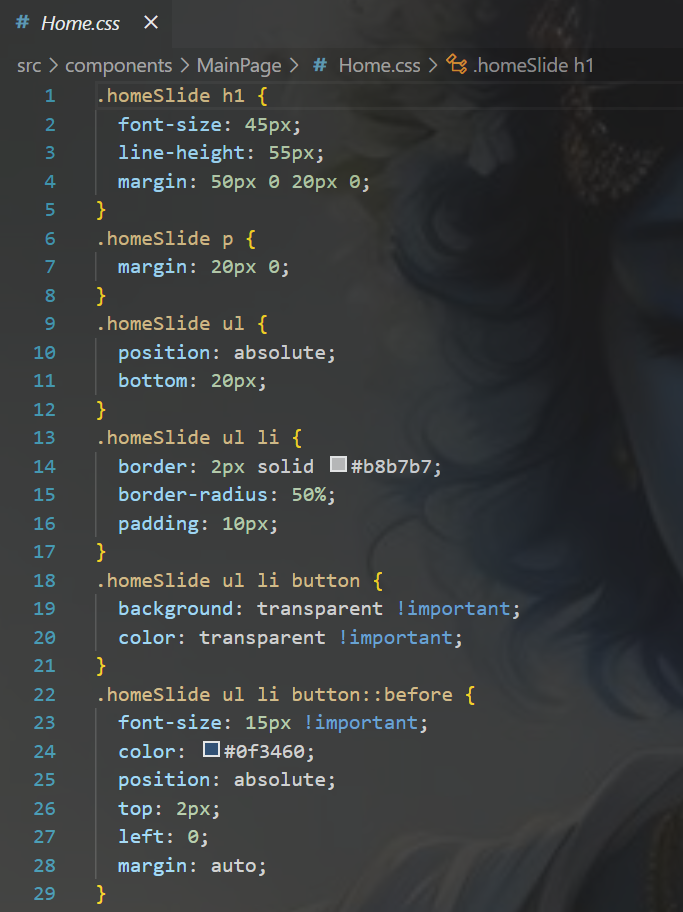 # Home.css ×
src > components > MainPage > # Home.css > .homeSlide h1
1 .homeSlide h1 {
2   font-size: 45px;
3   line-height: 55px;
4   margin: 50px 0 20px 0;
5 }
6 .homeSlide p {
7   margin: 20px 0;
8 }
9 .homeSlide ul {
10   position: absolute;
11   bottom: 20px;
12 }
13 .homeSlide ul li {
14   border: 2px solid #b8b7b7;
15   border-radius: 50%;
16   padding: 10px;
17 }
18 .homeSlide ul li button {
19   background: transparent !important;
20   color: transparent !important;
21 }
22 .homeSlide ul li button::before {
23   font-size: 15px !important;
24   color: #0f3460;
25   position: absolute;
26   top: 2px;
27   left: 0;
28   margin: auto;
29 }